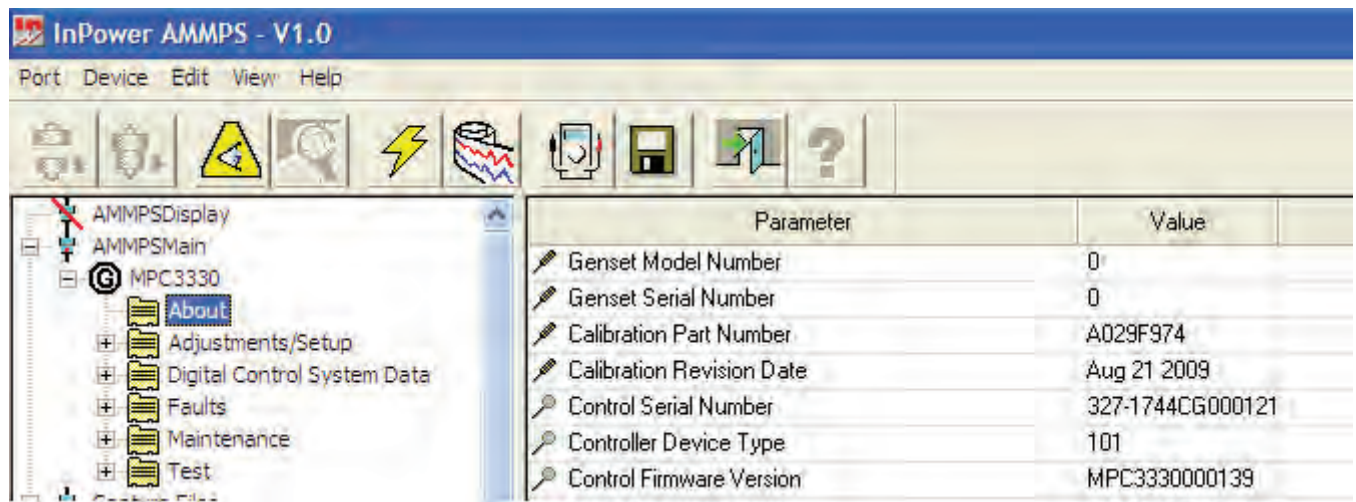 InPower AMMPS - V1.0
Port Device Edit View Help
AMMPSDisplay
AMMPSMain
MPC3330
About
Adjustments/Setup
Digital Control System Data
Faults
Maintenance
Test
Parameter Value
Genset Model Number 0
Genset Serial Number 0
Calibration Part Number A029F974
Calibration Revision Date Aug 21 2009
Control Serial Number 327-1744CG000121
Controller Device Type 101
Control Firmware Version MPC3330000139